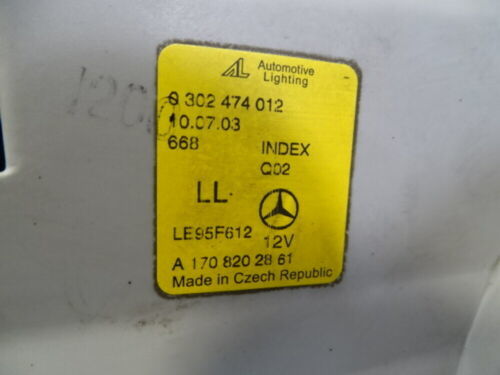 AL Automotive
Lighting
0 302 474 012
10.07.03
668 INDEX
Q02
LL
LE95F612 12V
A 170 820 28 61
Made in Czech Republic